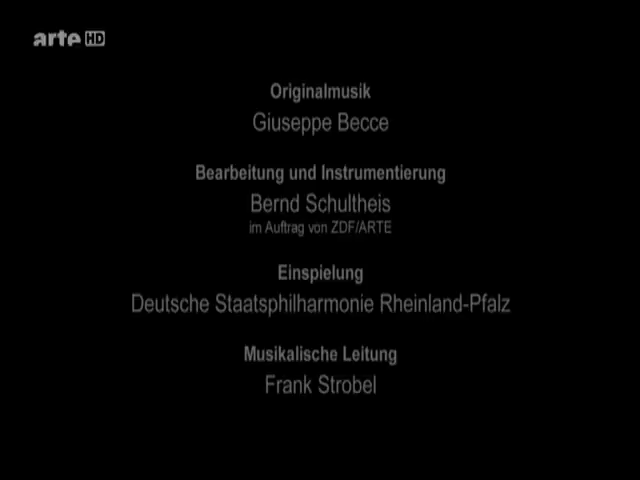 arte HD
Originalmusik
Giuseppe Becce
Bearbeitung und Instrumentierung
Bernd Schultheis
im Auftrag von ZDF/ARTE
Einspielung
Deutsche Staatsphilharmonie Rheinland-Pfalz
Musikalische Leitung
Frank Strobel